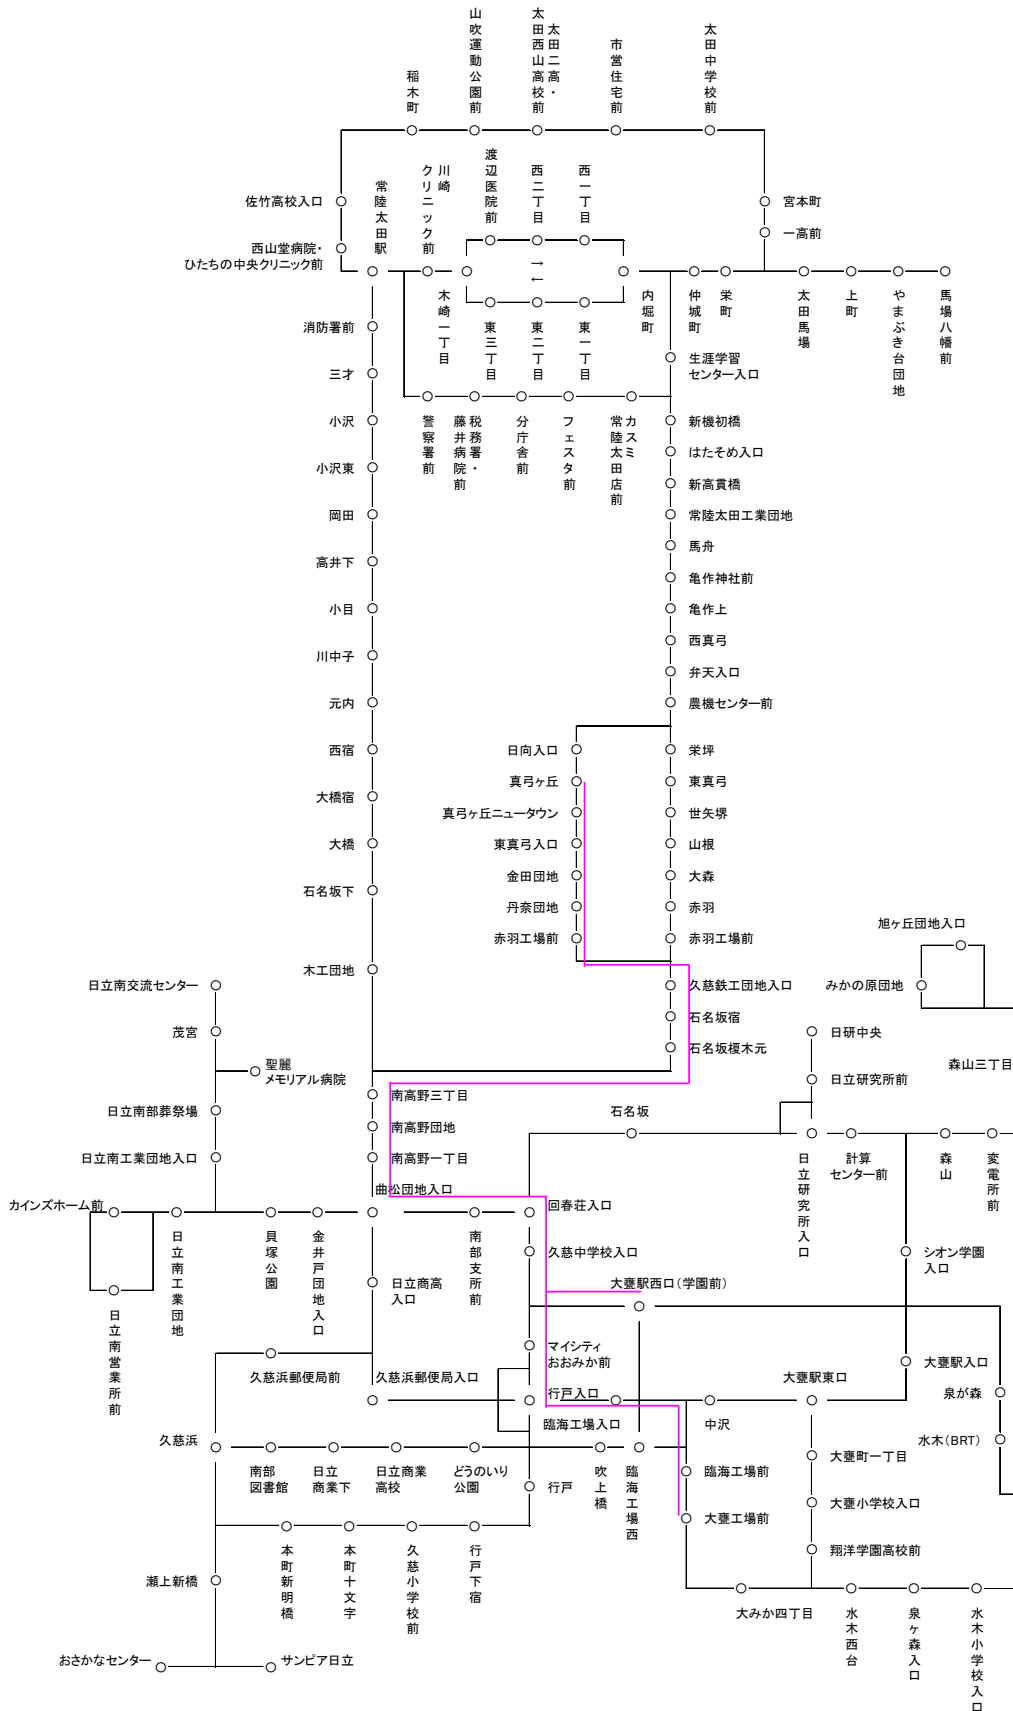 山吹運動公園前
太田二高・
太田西山高校前
市営住宅前
太田中学校前
稲木町
佐竹高校入口
西山堂病院・
ひたちの中央クリニック前
常陸太田駅
川崎
クリニック前
渡辺医院前
西二丁目
西一丁目
宮本町
一高前
→
←
木崎一丁目
東三丁目
東二丁目
東一丁目
内堀町
仲城町
栄町
太田馬場
上町
やまぶき台団地
馬場八幡前
消防署前
三才
小沢
小沢東
岡田
高井下
小目
川中子
元内
西宿
大橋宿
大橋
石名坂下
木工団地
警察署前
税務署・
藤井病院前
分庁舎前
フェスタ前
カスミ
常陸太田店前
生涯学習
センター入口
新機初橋
はたそめ入口
新高貫橋
常陸太田工業団地
馬舟
亀作神社前
亀作上
西真弓
弁天入口
農機センター前
日向入口
真弓ヶ丘
真弓ヶ丘ニュータウン
東真弓入口
金田団地
丹奈団地
赤羽工場前
栄坪
東真弓
世矢堺
山根
大森
赤羽
赤羽工場前
久慈鉄工団地入口
石名坂宿
石名坂榎木元
旭ヶ丘団地入口
みかの原団地
日立南交流センター
茂宮
聖麗
メモリアル病院
日立南部葬祭場
日立南工業団地入口
カインズホーム前
日立南営業所前
日立南工業団地
貝塚公園
金井戸団地入口
南高野三丁目
南高野団地
南高野一丁目
曲松団地入口
南部支所前
日立商高
入口
石名坂
日研中央
日立研究所前
森山三丁目
日立研究所入口
計算
センター前
森山
変電所前
回春荘入口
久慈中学校入口
大甕駅西口(学園前)
シオン学園
入口
マイシティ
おおみか前
久慈浜郵便局前
久慈浜郵便局入口
行戸入口
臨海工場入口
中沢
大甕駅東口
大甕駅入口
泉が森
水木(BRT)
久慈浜
南部
図書館
日立
商業下
日立商業
高校
どうのいり
公園
行戸
吹上橋
臨海工場西
臨海工場前
大甕工場前
大甕町一丁目
大甕小学校入口
翔洋学園高校前
本町新明橋
本町十文字
久慈小学校前
行戸下宿
瀬上新橋
おさかなセンター
サンピア日立
大みか四丁目
水木西台
泉ヶ森入口
水木小学校入口